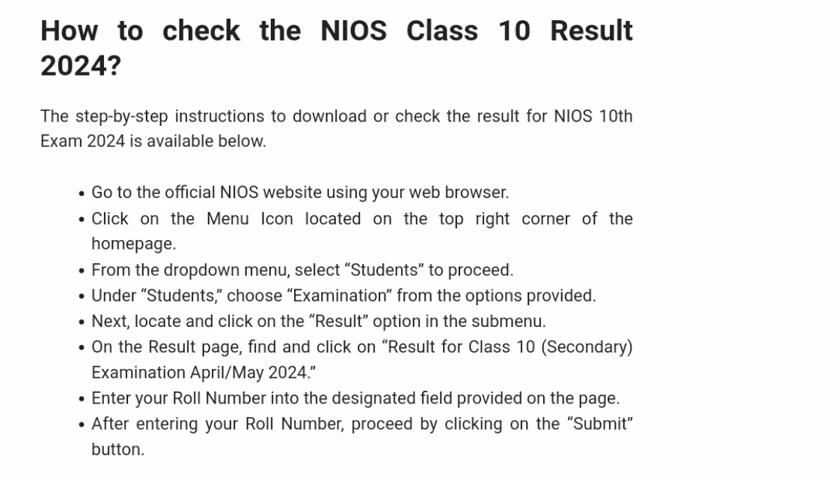 How to check the NIOS Class 10 Result
2024?
The step-by-step instructions to download or check the result for NIOS 10th
Exam 2024 is available below.
• Go to the official NIOS website using your web browser.
• Click on the Menu Icon located on the top right corner of the
homepage.
• From the dropdown menu, select “Students” to proceed.
• Under “Students,” choose “Examination” from the options provided.
• Next, locate and click on the “Result” option in the submenu.
• On the Result page, find and click on “Result for Class 10 (Secondary)
Examination April/May 2024.”
• Enter your Roll Number into the designated field provided on the page.
• After entering your Roll Number, proceed by clicking on the “Submit”
button.